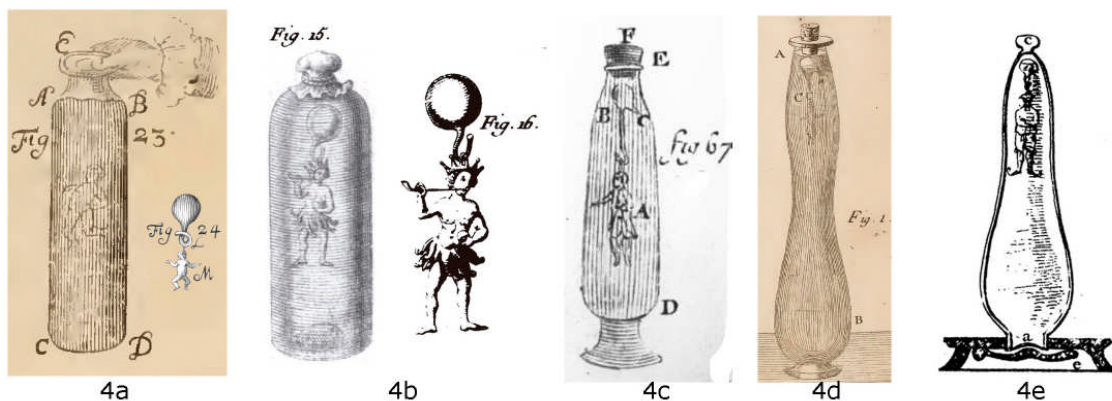 E
A B
Fig 23.
Fig 24
M
C D
4a
Fig. 15.
Fig. 16.
4b
F
E
B C
fig 67
A
D
4c
A
C
Fig. 1
B
4d
c
a
e
4e